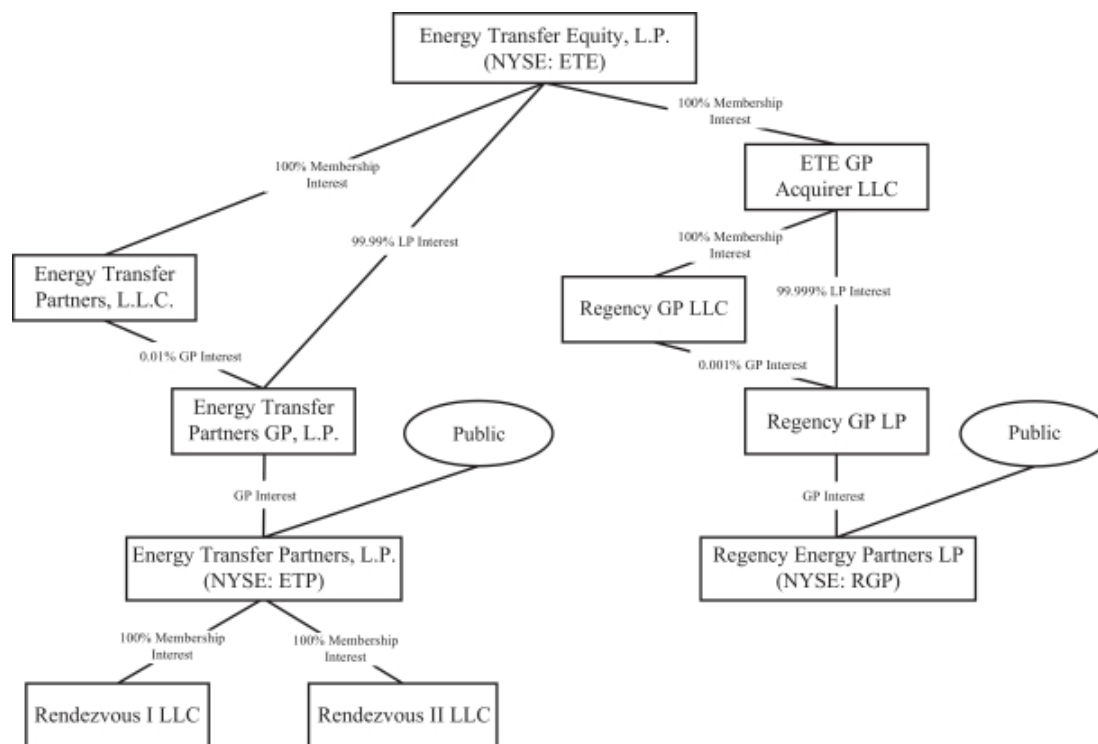 Energy Transfer Equity, L.P.
(NYSE: ETE)
100% Membership
Interest
100% Membership
Interest
ETE GP
Acquirer LLC
99.99% LP Interest
100% Membership
Interest
Energy Transfer
Partners, L.L.C.
Regency GP LLC
99.999% LP Interest
0.01% GP Interest
0.001% GP Interest
Energy Transfer
Partners GP, L.P.
Public
Regency GP LP
Public
GP Interest
GP Interest
Energy Transfer Partners, L.P.
(NYSE: ETP)
Regency Energy Partners LP
(NYSE: RGP)
100% Membership
Interest
100% Membership
Interest
Rendezvous I LLC
Rendezvous II LLC